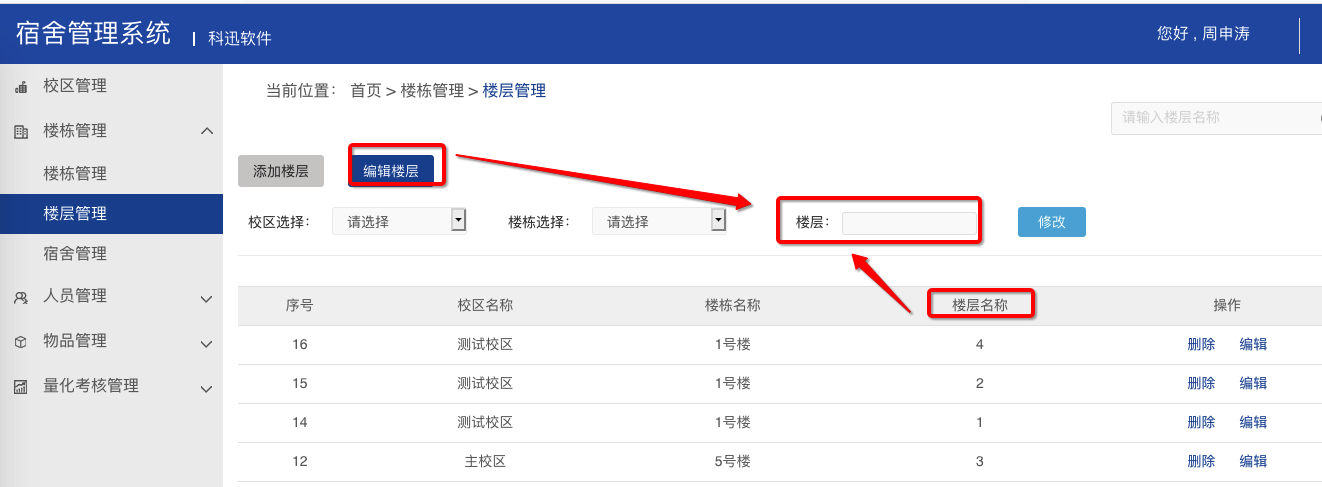 宿舍管理系统 | 科迅软件 您好 , 周申涛
校区管理
楼栋管理
楼栋管理
楼层管理
宿舍管理
人员管理
物品管理
量化考核管理
当前位置： 首页 > 楼栋管理 > 楼层管理
请输入楼层名称
添加楼层 编辑楼层
校区选择： 请选择 楼栋选择： 请选择 楼层： 修改
序号 校区名称 楼栋名称 楼层名称 操作
16 测试校区 1号楼 4 删除 编辑
15 测试校区 1号楼 2 删除 编辑
14 测试校区 1号楼 1 删除 编辑
12 主校区 5号楼 3 删除 编辑